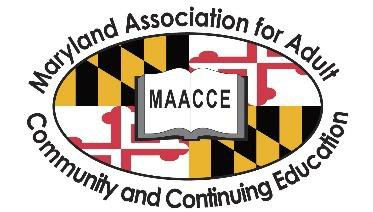 Maryland Association for Adult
MAACCE
Community and Continuing Education